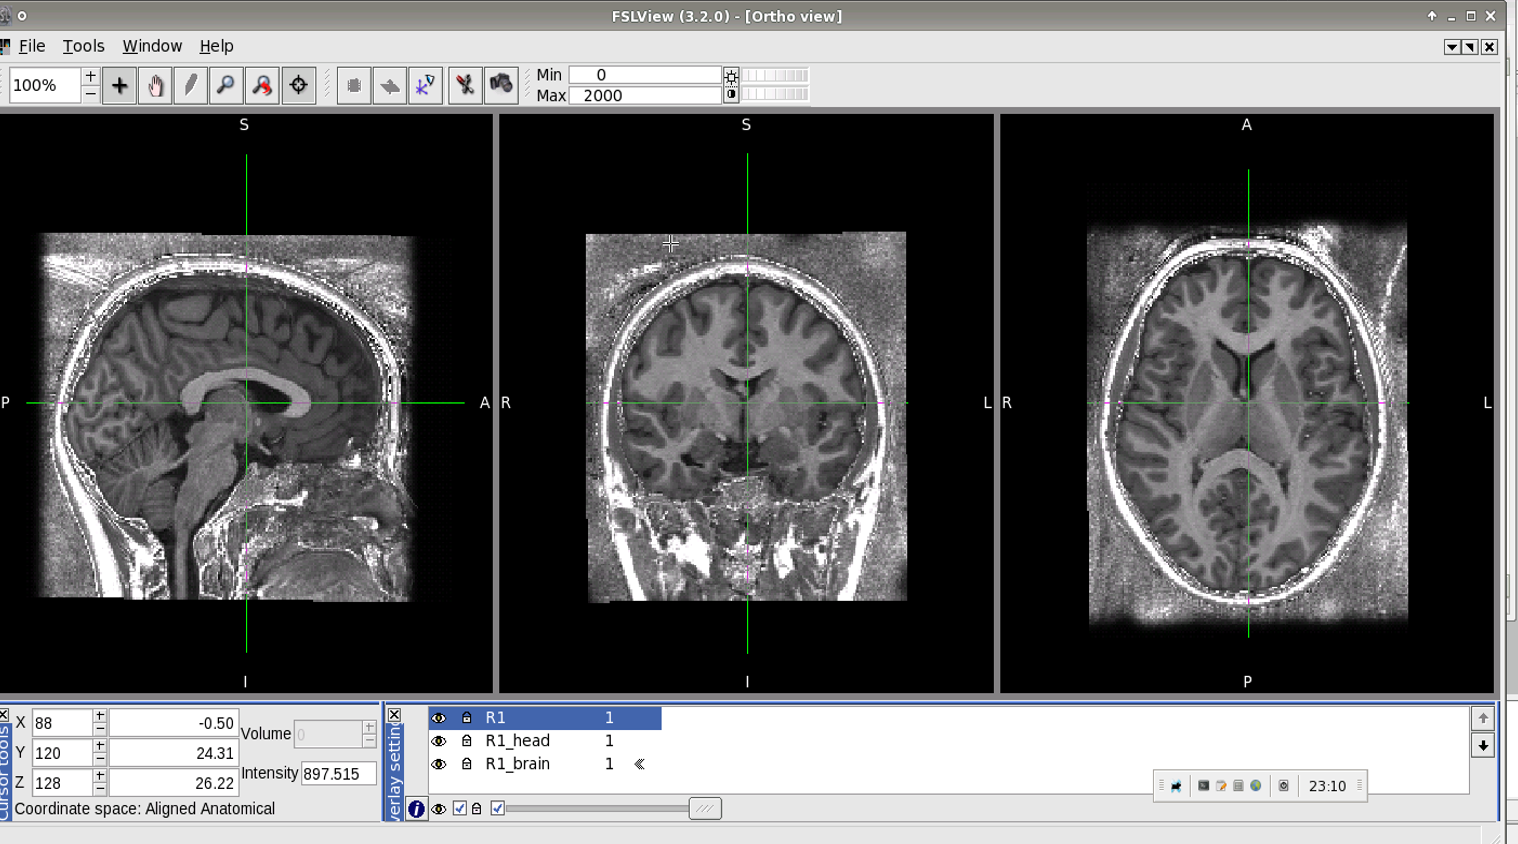 FSLView (3.2.0) - [Ortho view]
File Tools Window Help
100%
Min 0
Max 2000
S S A
P A R L R L
I I P
X 88 -0.50
Y 120 24.31
Z 128 26.22
Volume 0
Intensity 897.515
Coordinate space: Aligned Anatomical
Cursor tools
verlay settin
R1 1
R1_head 1
R1_brain 1
23:10